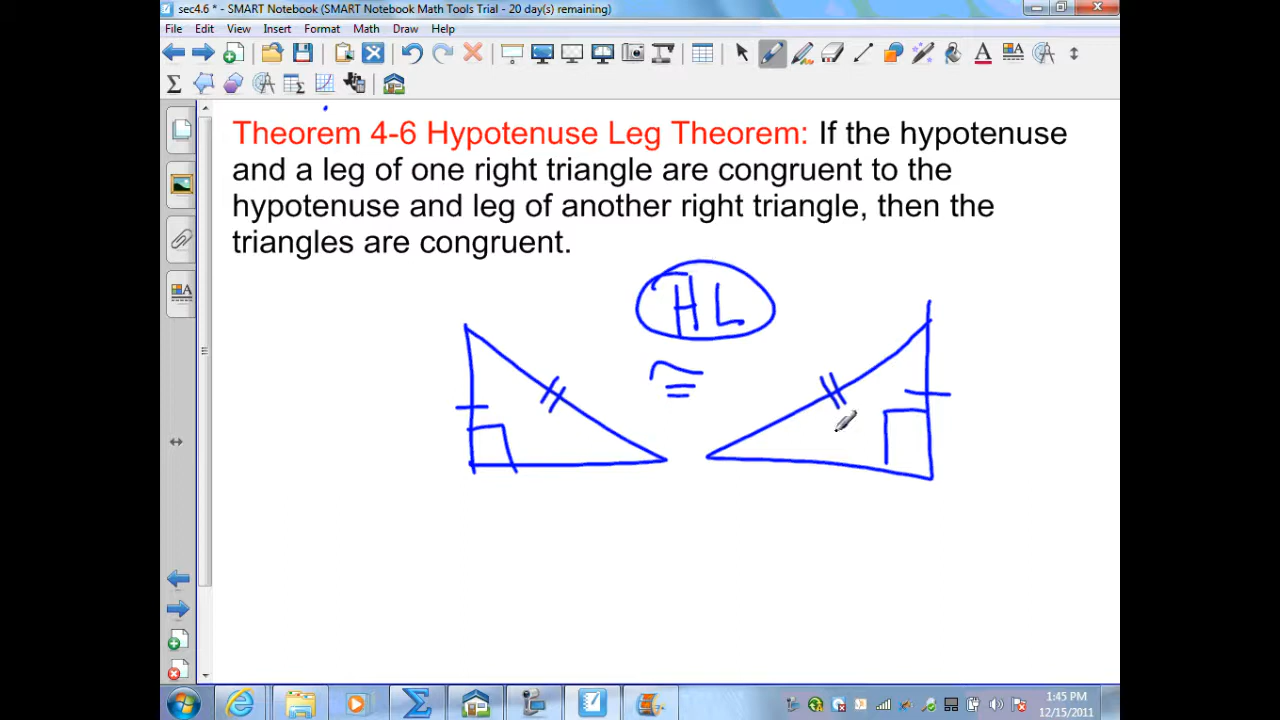 sec4.6 * - SMART Notebook (SMART Notebook Math Tools Trial - 20 day(s) remaining)
File Edit View Insert Format Math Draw Help
Theorem 4-6 Hypotenuse Leg Theorem: If the hypotenuse
and a leg of one right triangle are congruent to the
hypotenuse and leg of another right triangle, then the
triangles are congruent.
HL
≅
1:45 PM
12/15/2011